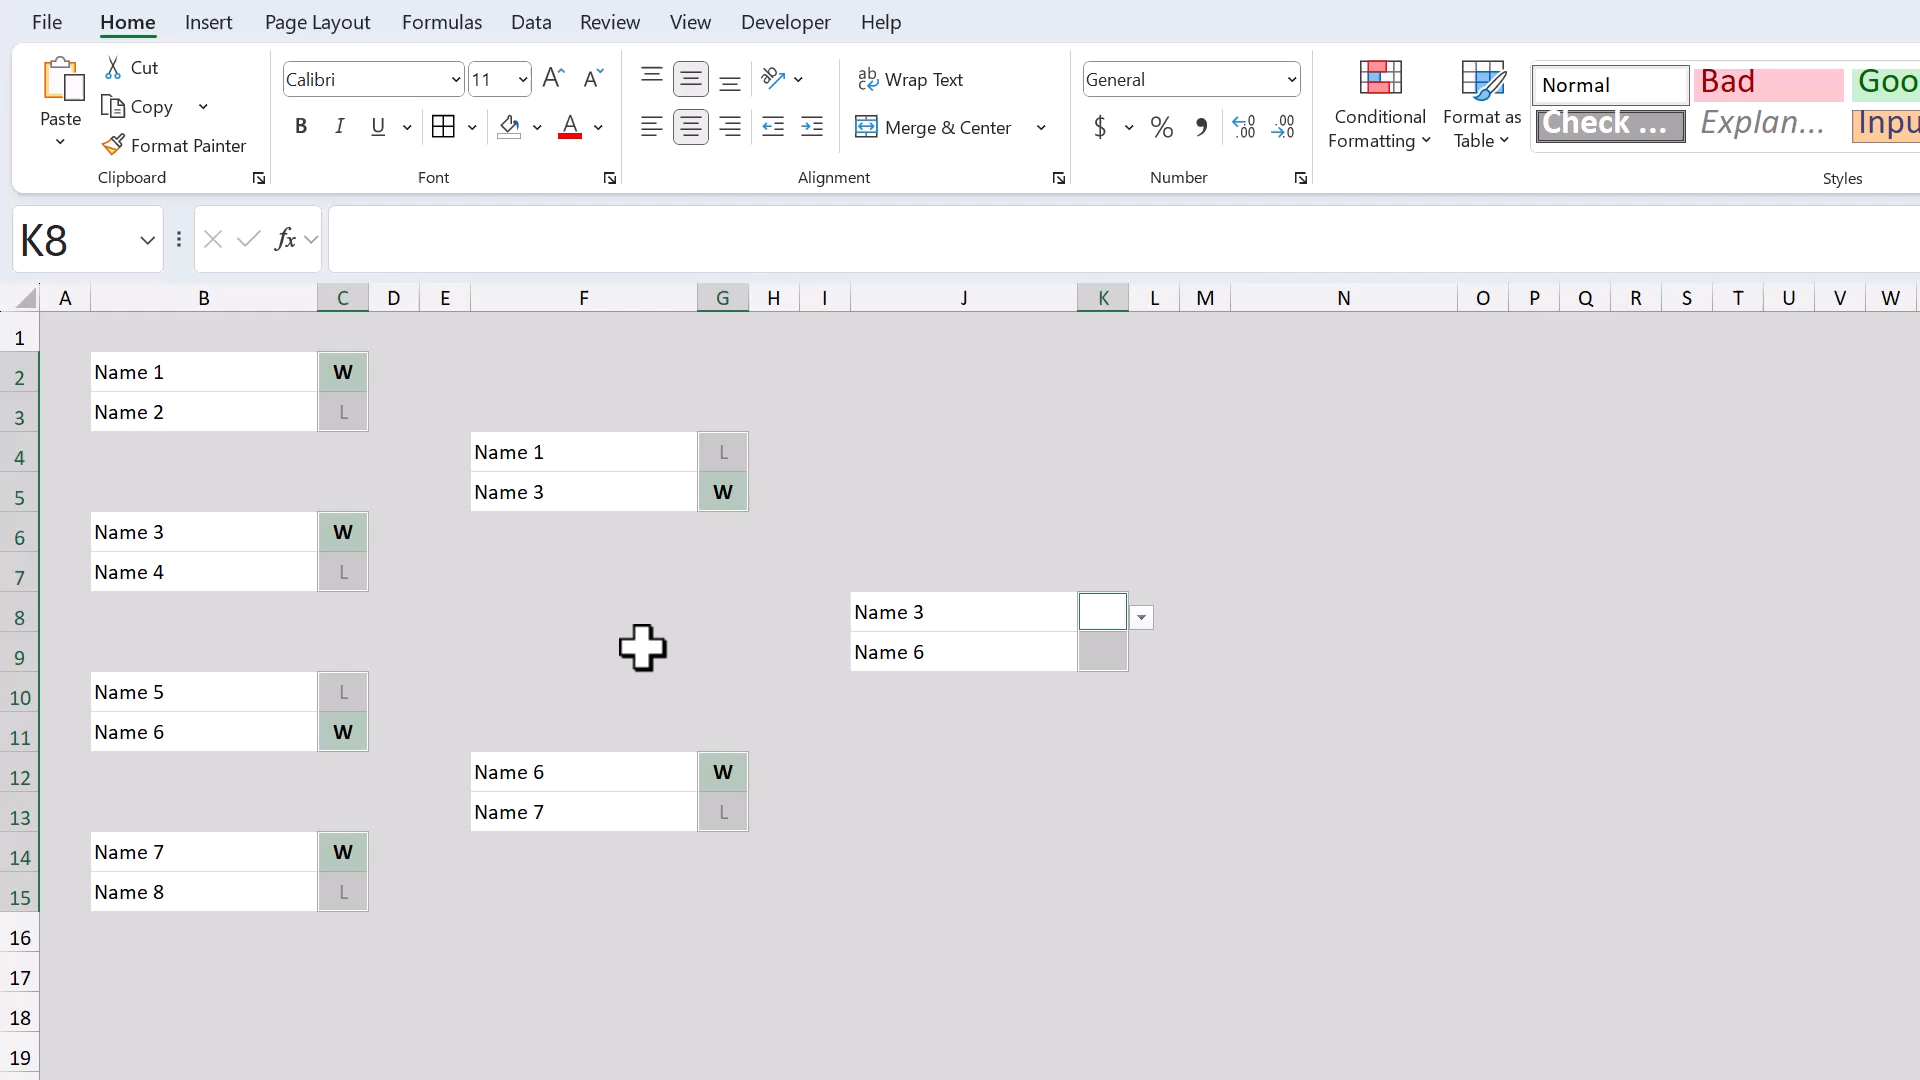 File Home Insert Page Layout Formulas Data Review View Developer Help
Paste
Cut
Copy
Format Painter
Clipboard
Calibri 11
B I U A
Font
ab Wrap Text
Merge & Center
Alignment
General
$ % 9 .00
Number
Conditional Formatting
Format as Table
Normal Bad Goo
Check ... Explan... Inpu
Styles
K8 fx
A B C D E F G H I J K L M N O P Q R S T U V W
1
2 Name 1 W
3 Name 2 L
4 Name 1 L
5 Name 3 W
6 Name 3 W
7 Name 4 L
8 Name 3
9 Name 6
10 Name 5 L
11 Name 6 W
12 Name 6 W
13 Name 7 L
14 Name 7 W
15 Name 8 L
16
17
18
19